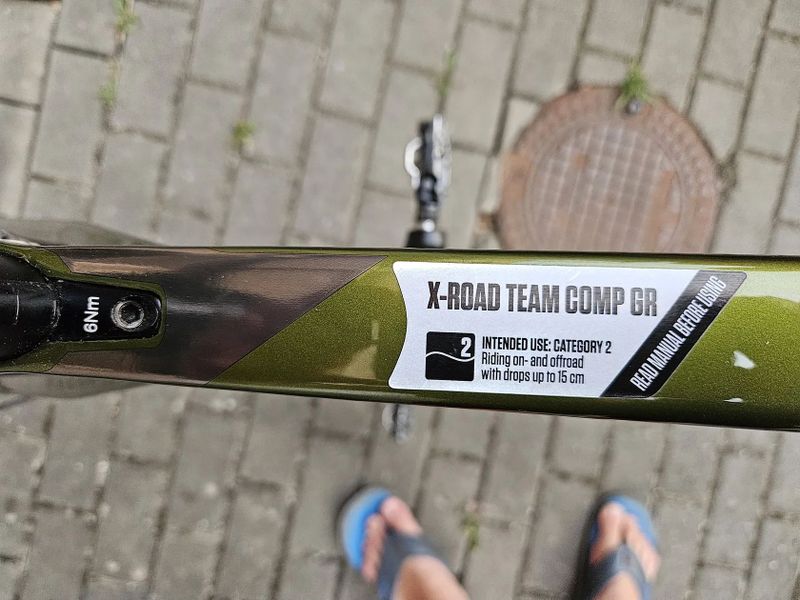 6Nm
X-ROAD TEAM COMP GR
2
INTENDED USE: CATEGORY 2
Riding on- and offroad
with drops up to 15 cm
READ MANUAL BEFORE USING